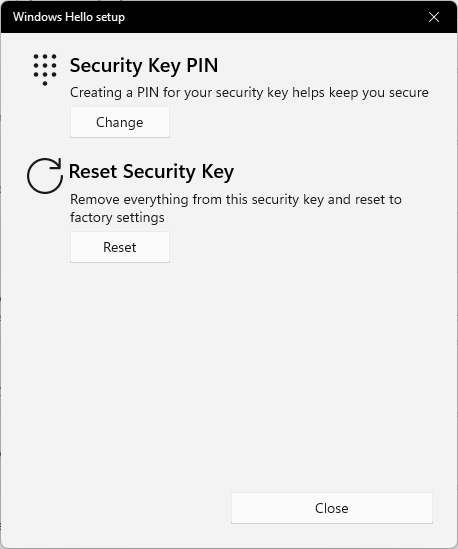 Windows Hello setup
Security Key PIN
Creating a PIN for your security key helps keep you secure
Change
Reset Security Key
Remove everything from this security key and reset to
factory settings
Reset
Close